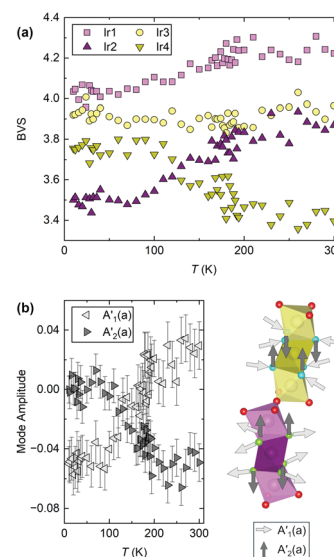 (a)
Ir1 Ir3
Ir2 Ir4
4.4
4.2
4.0
3.8
3.6
3.4
BVS
0 100 200 300
T (K)
(b)
A′1(a)
A′2(a)
0.04
0.00
−0.04
−0.08
Mode Amplitude
0 100 200 300
T (K)
A′1(a)
A′2(a)